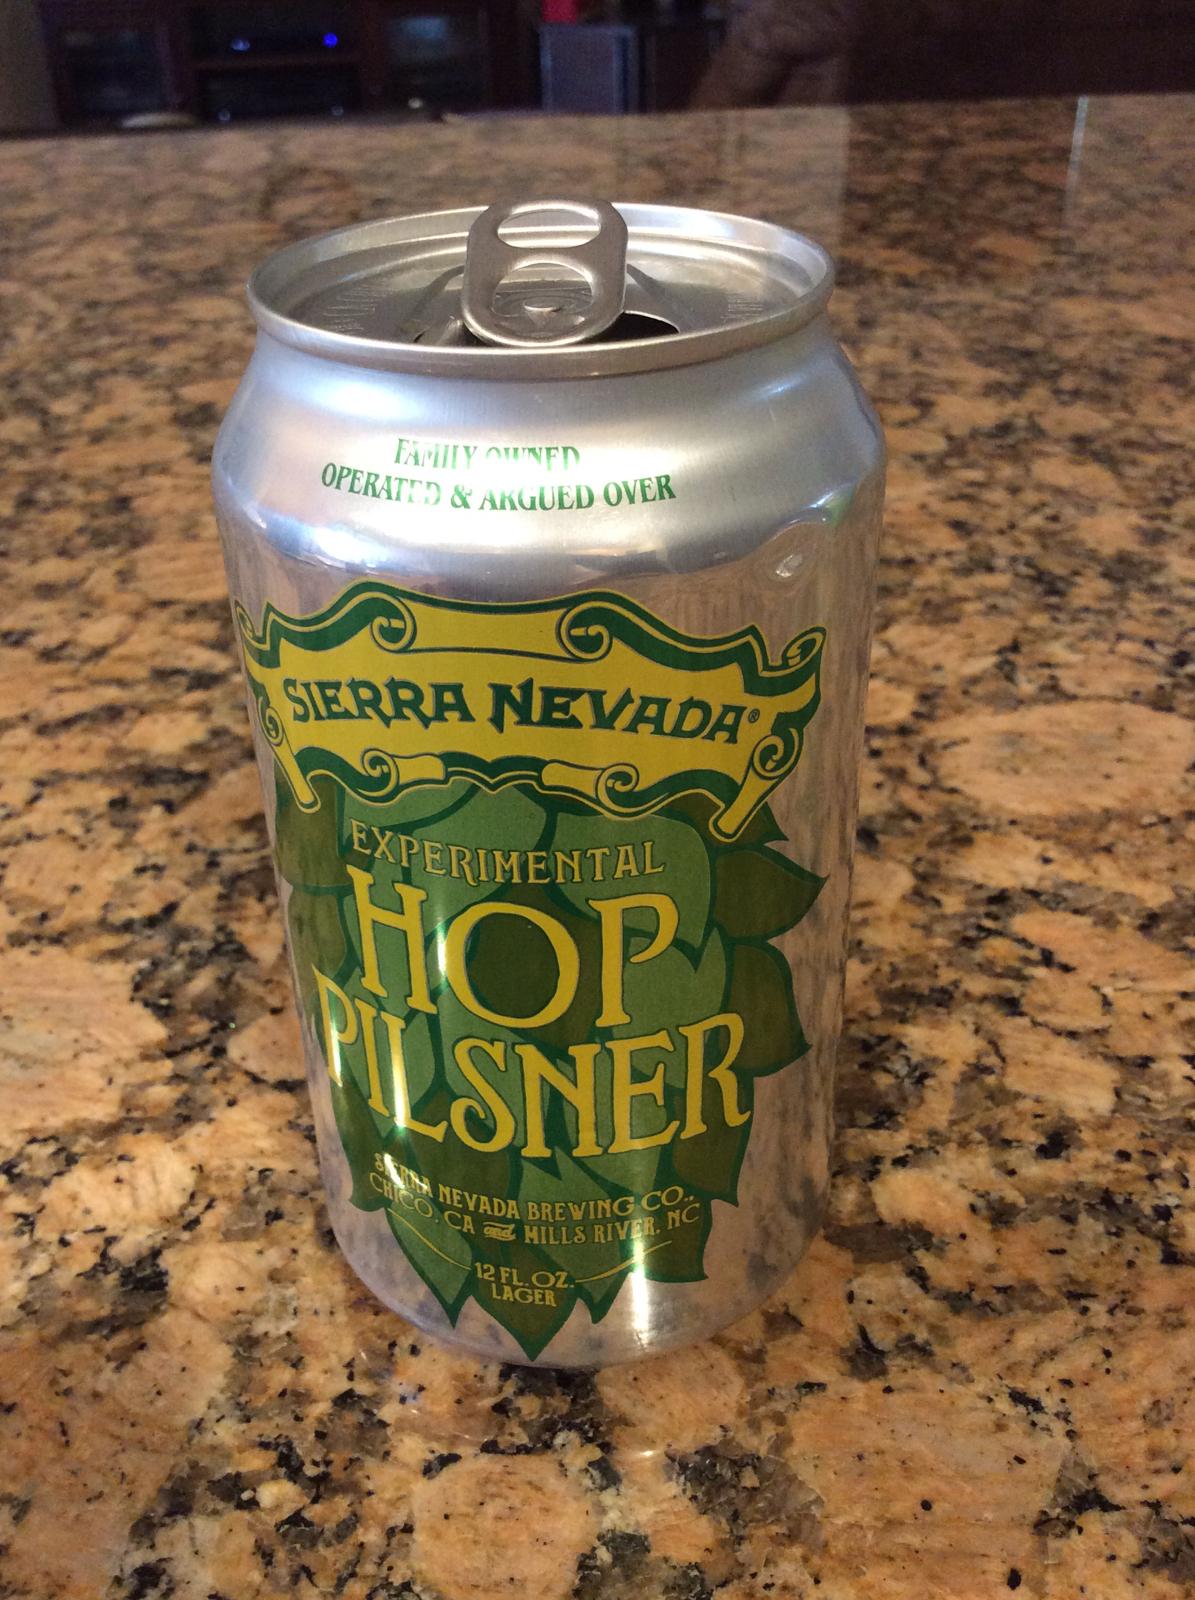 FAMILY OWNED
OPERATED & ARGUED OVER
SIERRA NEVADA®
EXPERIMENTAL
HOP
PILSNER
SIERRA NEVADA BREWING CO.,
CHICO, CA and MILLS RIVER, NC
12 FL. OZ.
LAGER